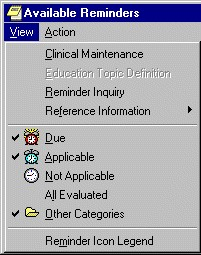 Available Reminders
View Action
Clinical Maintenance
Education Topic Definition
Reminder Inquiry
Reference Information
Due
Applicable
Not Applicable
All Evaluated
Other Categories
Reminder Icon Legend